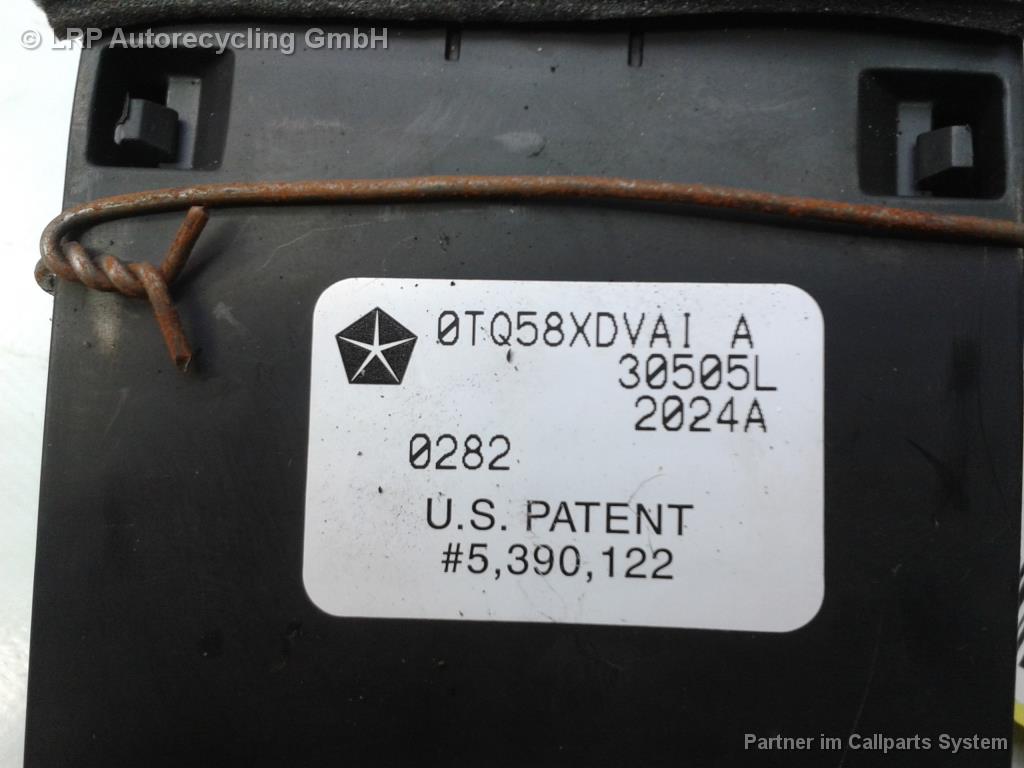 © LRP Autorecycling GmbH
0TQ58XDVAI A
30505L
2024A
0282
U.S. PATENT
#5,390,122
Partner im Callparts System